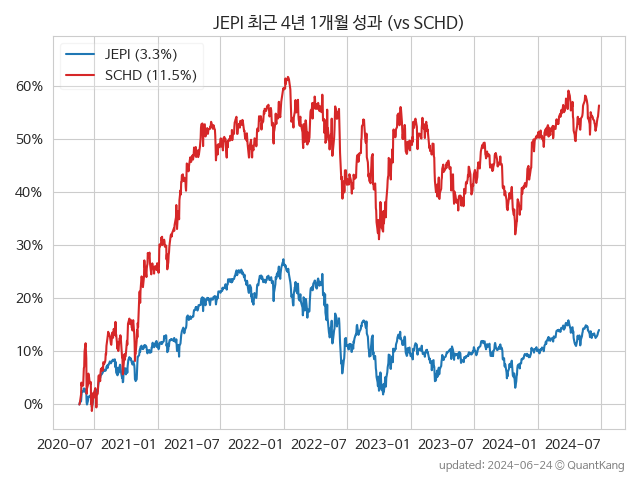 JEPI 최근 4년 1개월 성과 (vs SCHD)
JEPI (3.3%)
SCHD (11.5%)
60%
50%
40%
30%
20%
10%
0%
2020-07 2021-01 2021-07 2022-01 2022-07 2023-01 2023-07 2024-01 2024-07
updated: 2024-06-24 © QuantKang